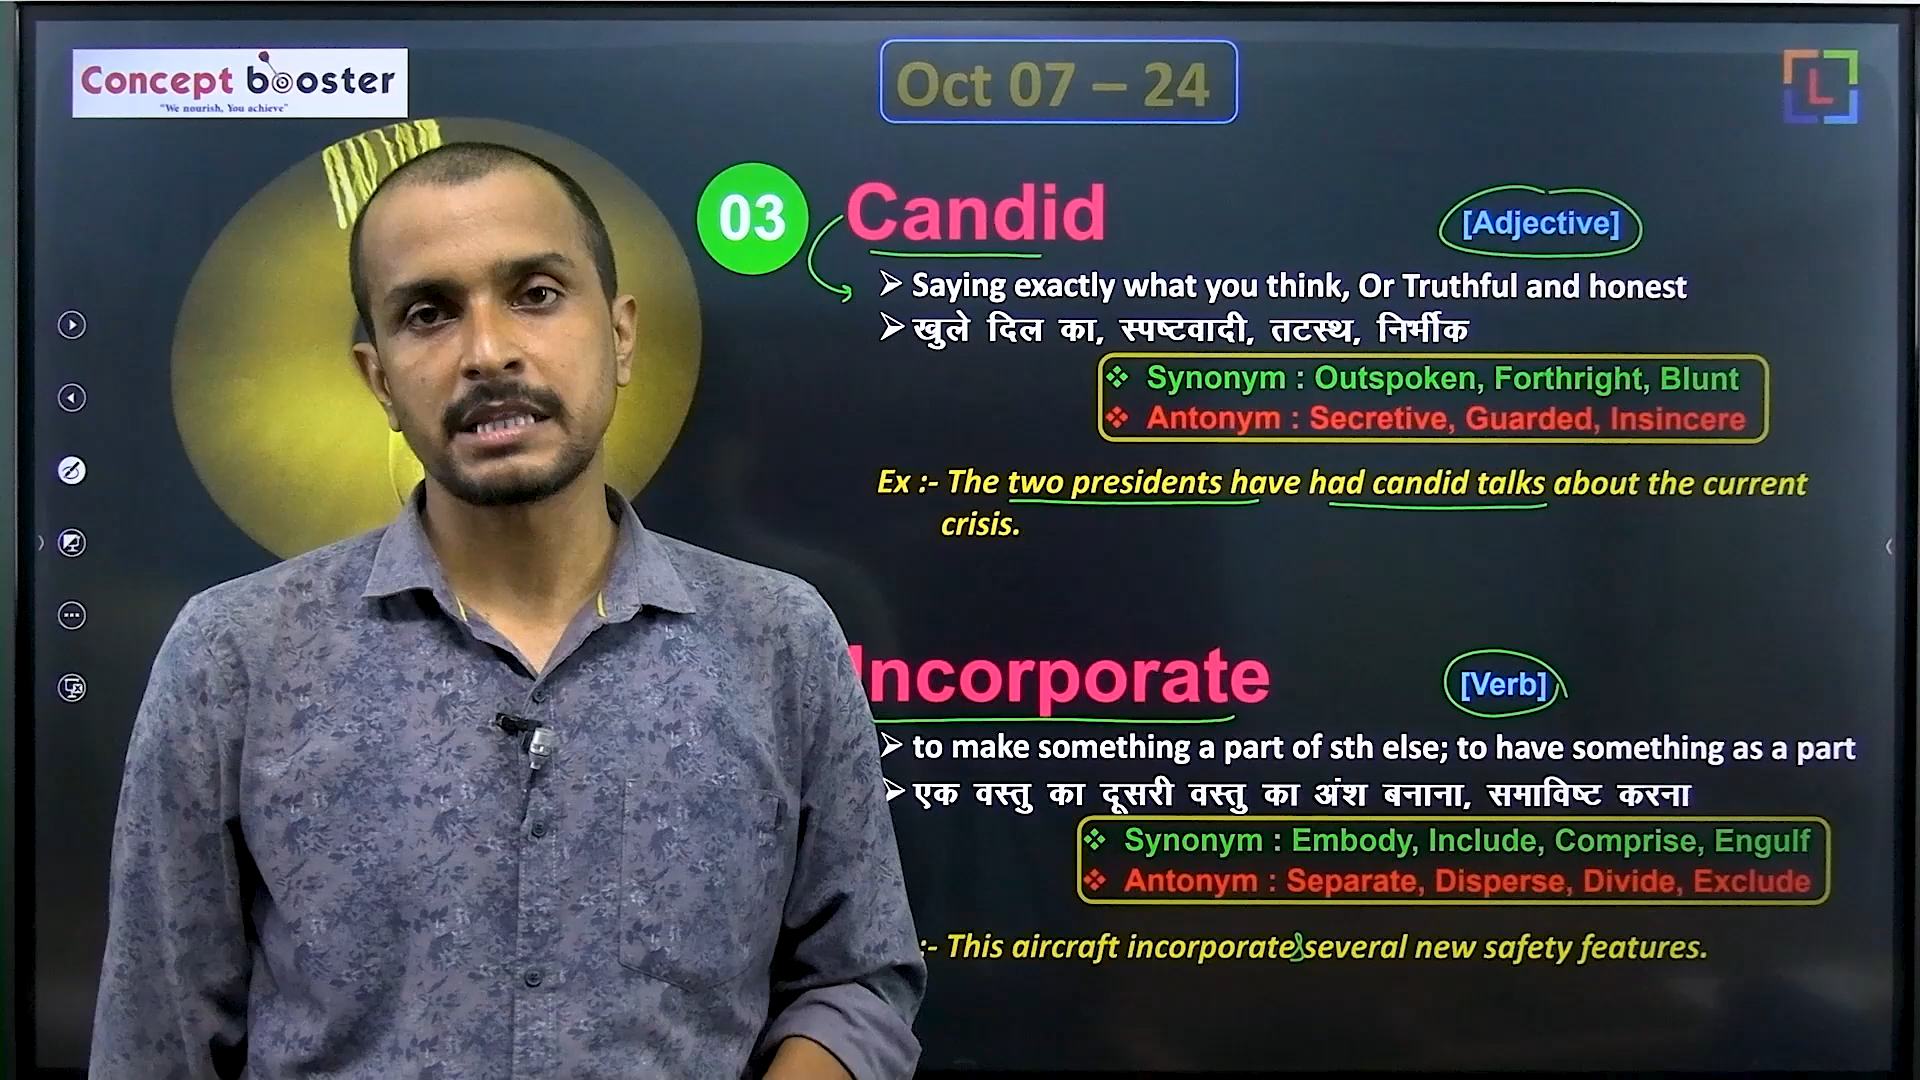 Concept booster
"We nourish, You achieve"
Oct 07 – 24
L
03
Candid
[Adjective]
Saying exactly what you think, Or Truthful and honest
खुले दिल का, स्पष्टवादी, तटस्थ, निर्भीक
Synonym : Outspoken, Forthright, Blunt
Antonym : Secretive, Guarded, Insincere
Ex :- The two presidents have had candid talks about the current
crisis.
Incorporate
[Verb]
to make something a part of sth else; to have something as a part
एक वस्तु का दूसरी वस्तु का अंश बनाना, समाविष्ट करना
Synonym : Embody, Include, Comprise, Engulf
Antonym : Separate, Disperse, Divide, Exclude
:- This aircraft incorporates several new safety features.